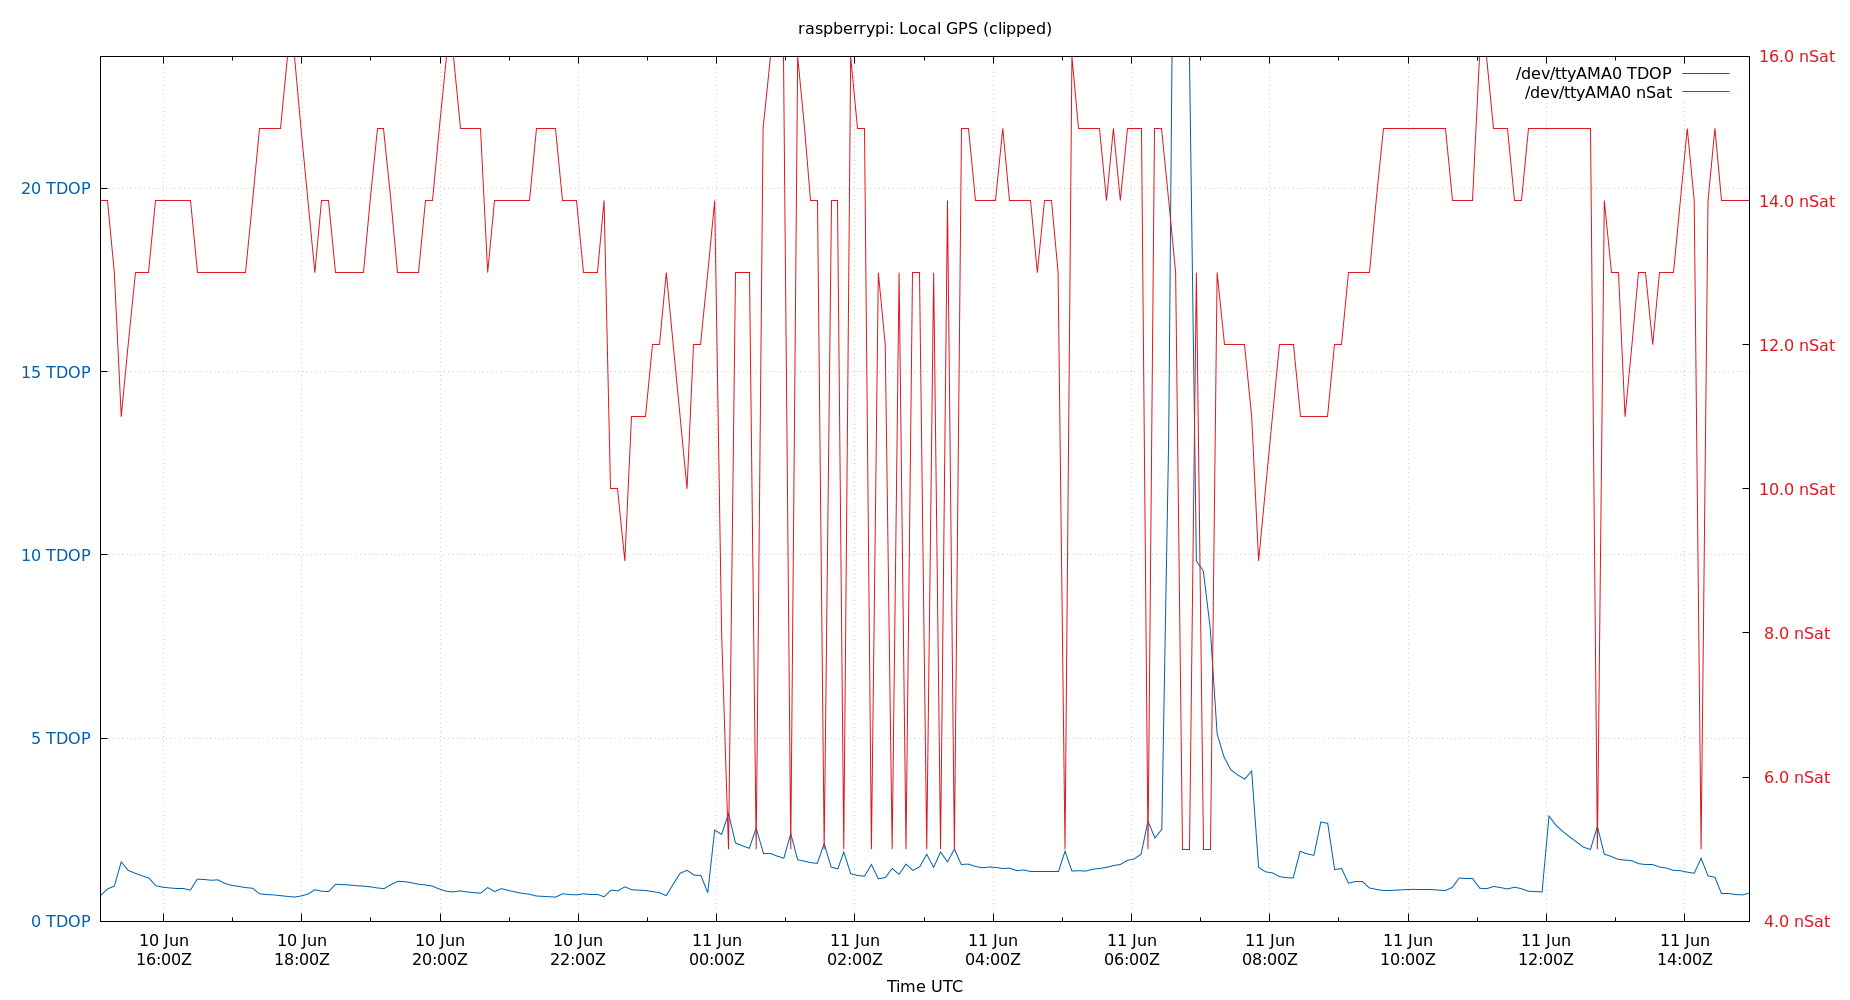 raspberrypi: Local GPS (clipped)
/dev/ttyAMA0 TDOP
/dev/ttyAMA0 nSat
20 TDOP
15 TDOP
10 TDOP
5 TDOP
0 TDOP
16.0 nSat
14.0 nSat
12.0 nSat
10.0 nSat
8.0 nSat
6.0 nSat
4.0 nSat
10 Jun
16:00Z
10 Jun
18:00Z
10 Jun
20:00Z
10 Jun
22:00Z
11 Jun
00:00Z
11 Jun
02:00Z
11 Jun
04:00Z
11 Jun
06:00Z
11 Jun
08:00Z
11 Jun
10:00Z
11 Jun
12:00Z
11 Jun
14:00Z
Time UTC